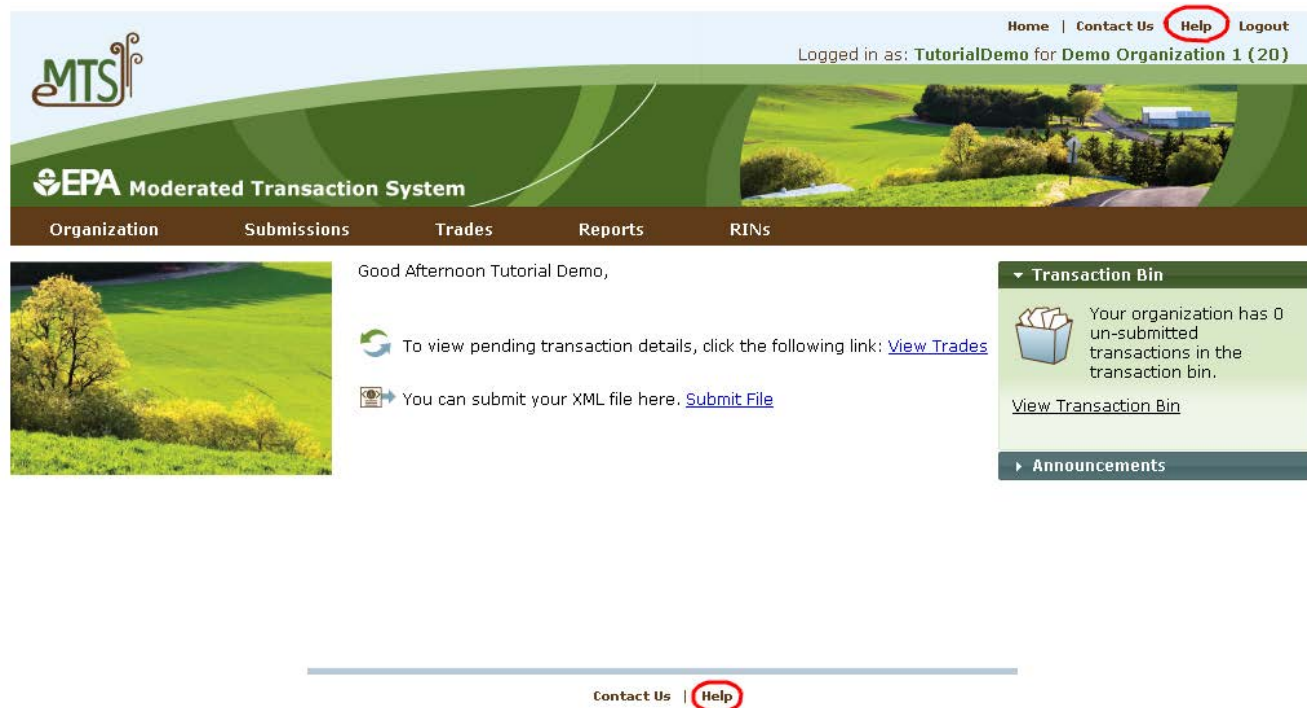 Home | Contact Us Help Logout
Logged in as: TutorialDemo for Demo Organization 1 (20)
eMTS
EPA Moderated Transaction System
Organization Submissions Trades Reports RINs
Good Afternoon Tutorial Demo,
To view pending transaction details, click the following link: View Trades
You can submit your XML file here. Submit File
Transaction Bin
Your organization has 0
un-submitted
transactions in the
transaction bin.
View Transaction Bin
Announcements
Contact Us | Help